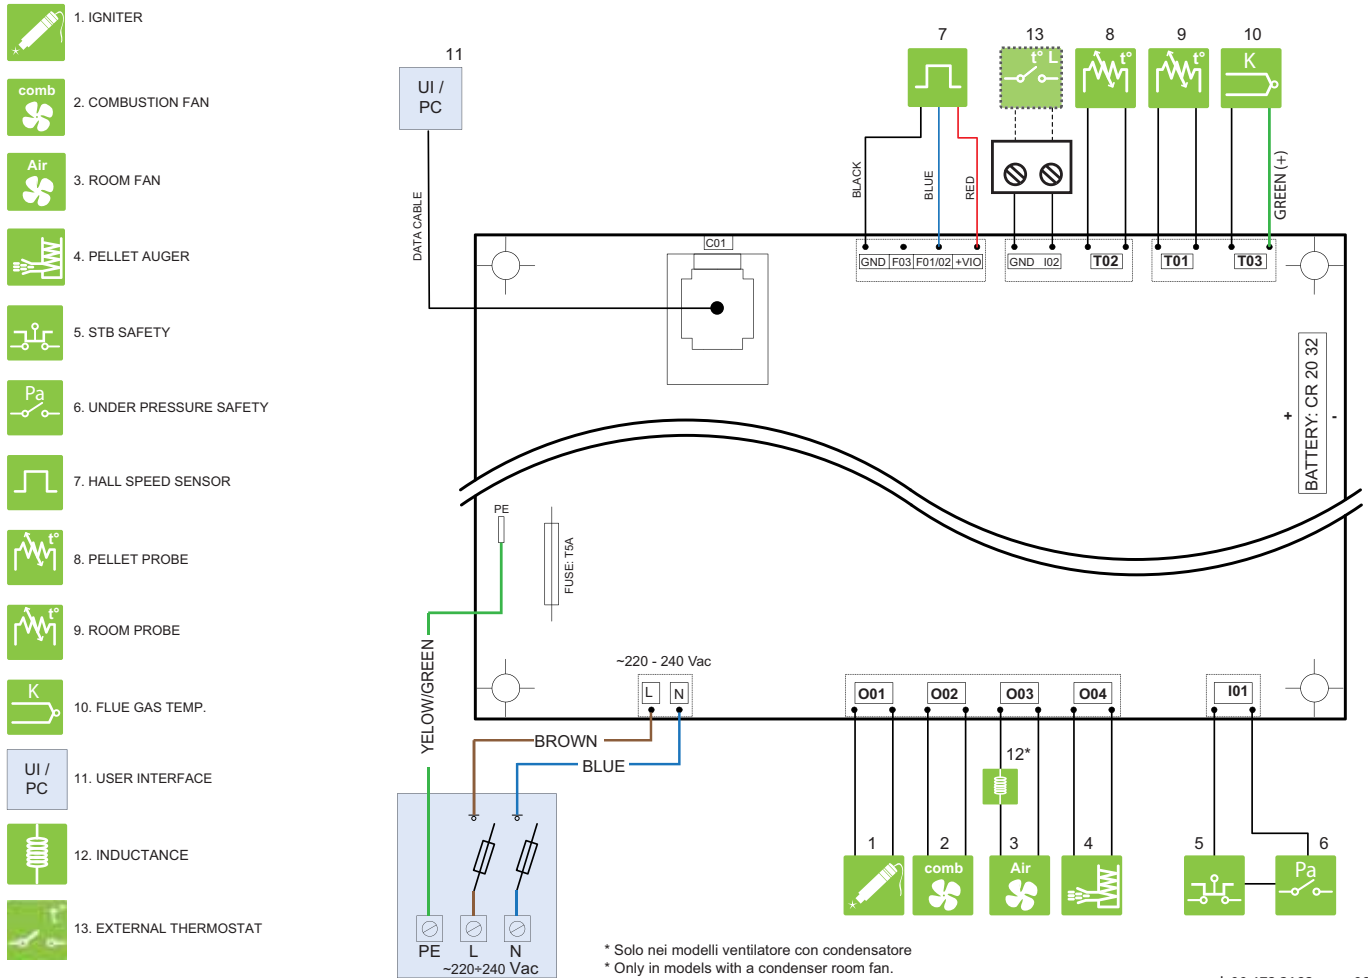 1. IGNITER
comb
2. COMBUSTION FAN
Air
3. ROOM FAN
4. PELLET AUGER
5. STB SAFETY
Pa
6. UNDER PRESSURE SAFETY
7. HALL SPEED SENSOR
t°
8. PELLET PROBE
t°
9. ROOM PROBE
K
10. FLUE GAS TEMP.
UI /
PC
11. USER INTERFACE
12. INDUCTANCE
t°
13. EXTERNAL THERMOSTAT
11
UI /
PC
DATA CABLE
7
13
8
9
10
t° L
t°
t°
K
BLACK
BLUE
RED
GREEN (+)
C01
GND F03 F01/02 +VIO
GND I02
T02
T01
T03
BATTERY: CR 20 32
+
-
PE
FUSE: T5A
YELOW/GREEN
~220 - 240 Vac
L
N
BROWN
BLUE
O01
O02
O03
O04
I01
12*
1
2
3
4
5
6
comb
Air
Pa
PE
L
N
~220÷240 Vac
* Solo nei modelli ventilatore con condensatore
* Only in models with a condenser room fan.